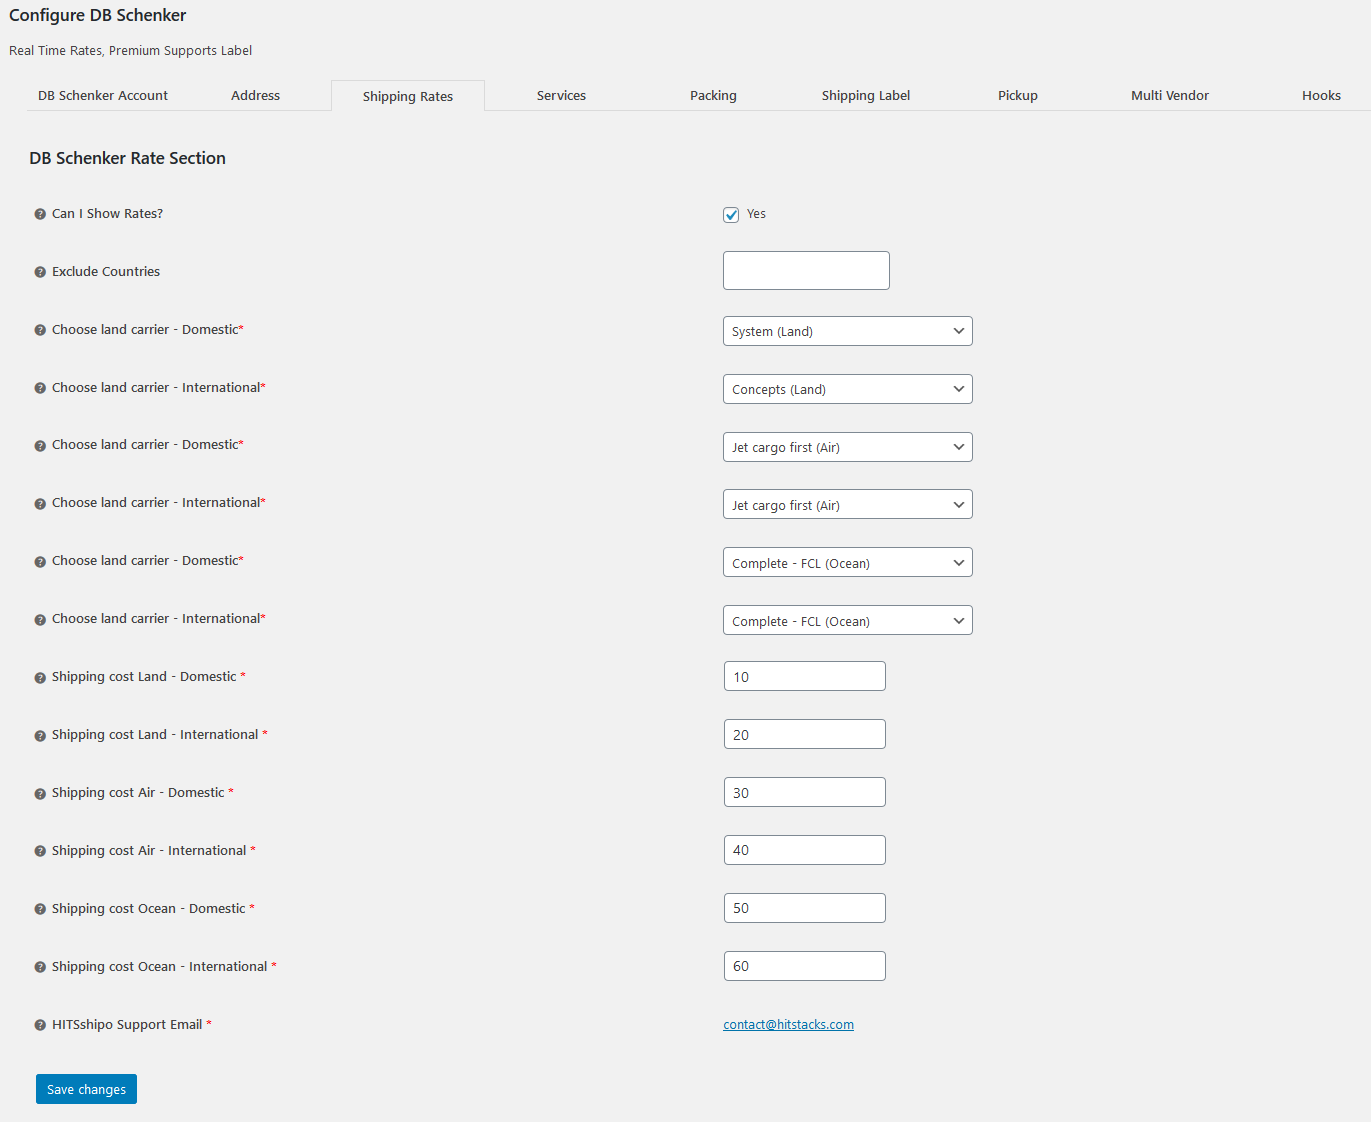 Configure DB Schenker
Real Time Rates, Premium Supports Label
DB Schenker Account Address Shipping Rates Services Packing Shipping Label Pickup Multi Vendor Hooks
DB Schenker Rate Section
Can I Show Rates? Yes
Exclude Countries
Choose land carrier - Domestic* System (Land)
Choose land carrier - International* Concepts (Land)
Choose land carrier - Domestic* Jet cargo first (Air)
Choose land carrier - International* Jet cargo first (Air)
Choose land carrier - Domestic* Complete - FCL (Ocean)
Choose land carrier - International* Complete - FCL (Ocean)
Shipping cost Land - Domestic * 10
Shipping cost Land - International * 20
Shipping cost Air - Domestic * 30
Shipping cost Air - International * 40
Shipping cost Ocean - Domestic * 50
Shipping cost Ocean - International * 60
HITSshipo Support Email * contact@hitstacks.com
Save changes